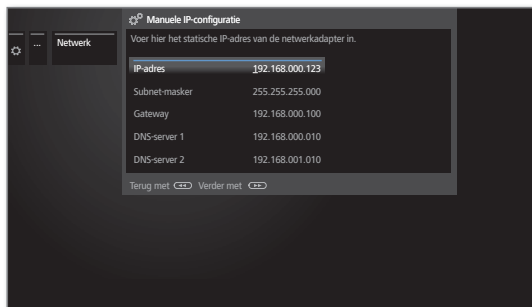 Manuele IP-configuratie
... Netwerk
Voer hier het statische IP-adres van de netwerkadapter in.
IP-adres 192.168.000.123
Subnet-masker 255.255.255.000
Gateway 192.168.000.100
DNS-server 1 192.168.000.010
DNS-server 2 192.168.001.010
Terug met Verder met